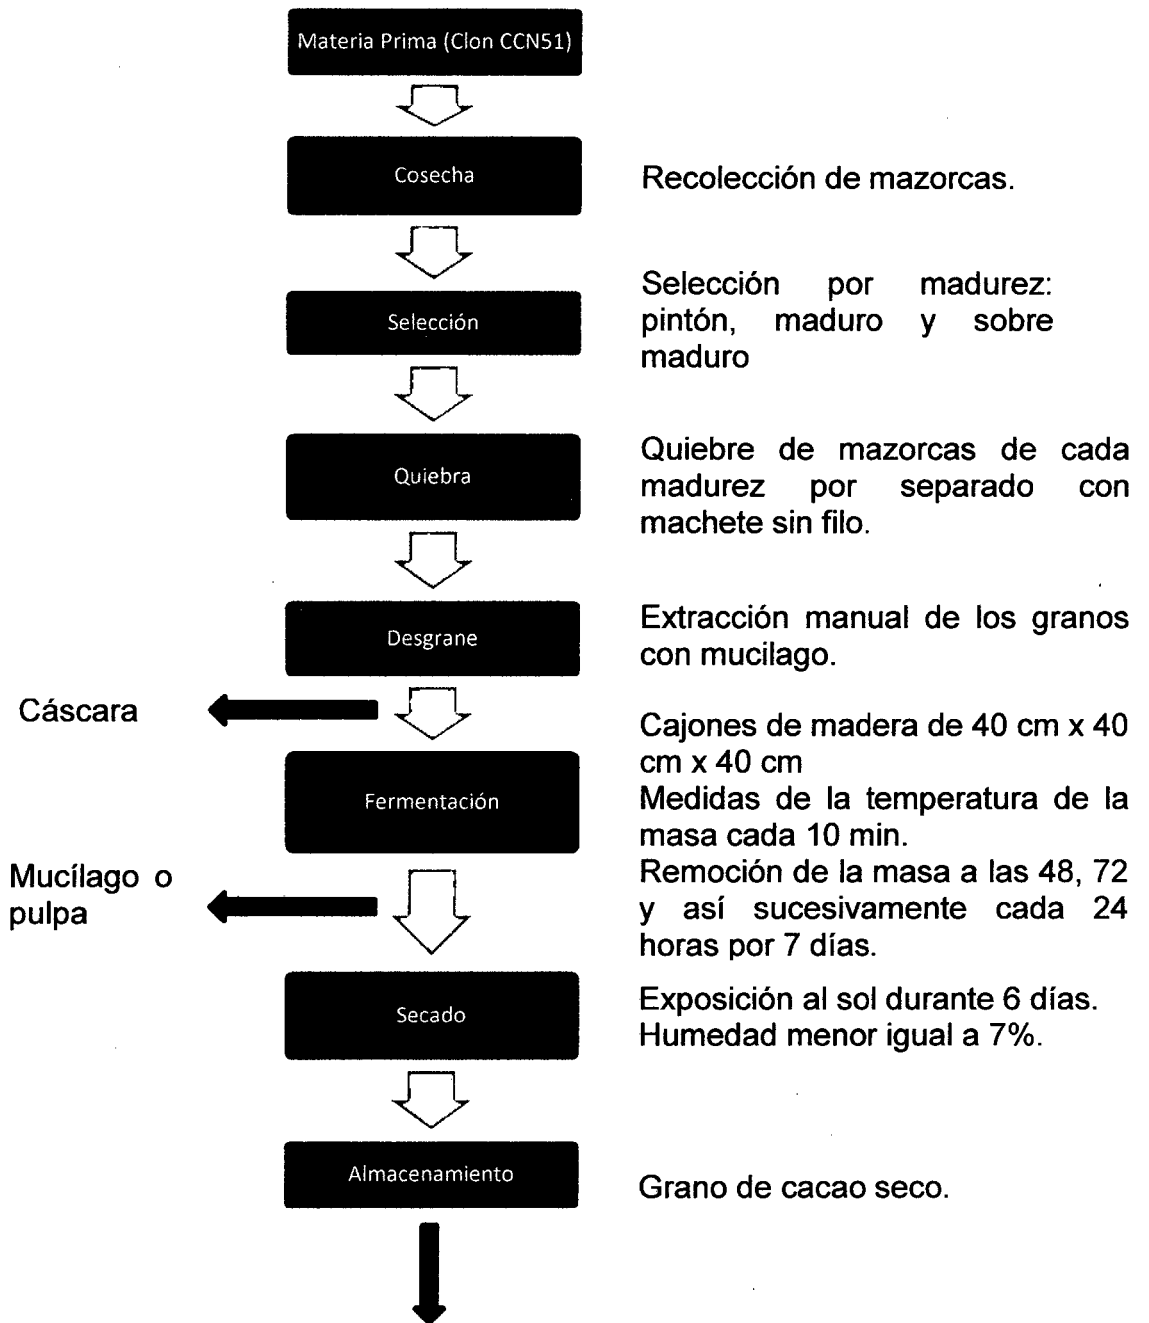 Materia Prima (Clon CCN51)
Cosecha
Recolección de mazorcas.
Selección
Selección por madurez:
pintón, maduro y sobre
maduro
Quiebra
Quiebre de mazorcas de cada
madurez por separado con
machete sin filo.
Desgrane
Extracción manual de los granos
con mucilago.
Cáscara
Fermentación
Cajones de madera de 40 cm x 40
cm x 40 cm
Medidas de la temperatura de la
masa cada 10 min.
Remoción de la masa a las 48, 72
y así sucesivamente cada 24
horas por 7 días.
Mucílago o
pulpa
Secado
Exposición al sol durante 6 días.
Humedad menor igual a 7%.
Almacenamiento
Grano de cacao seco.